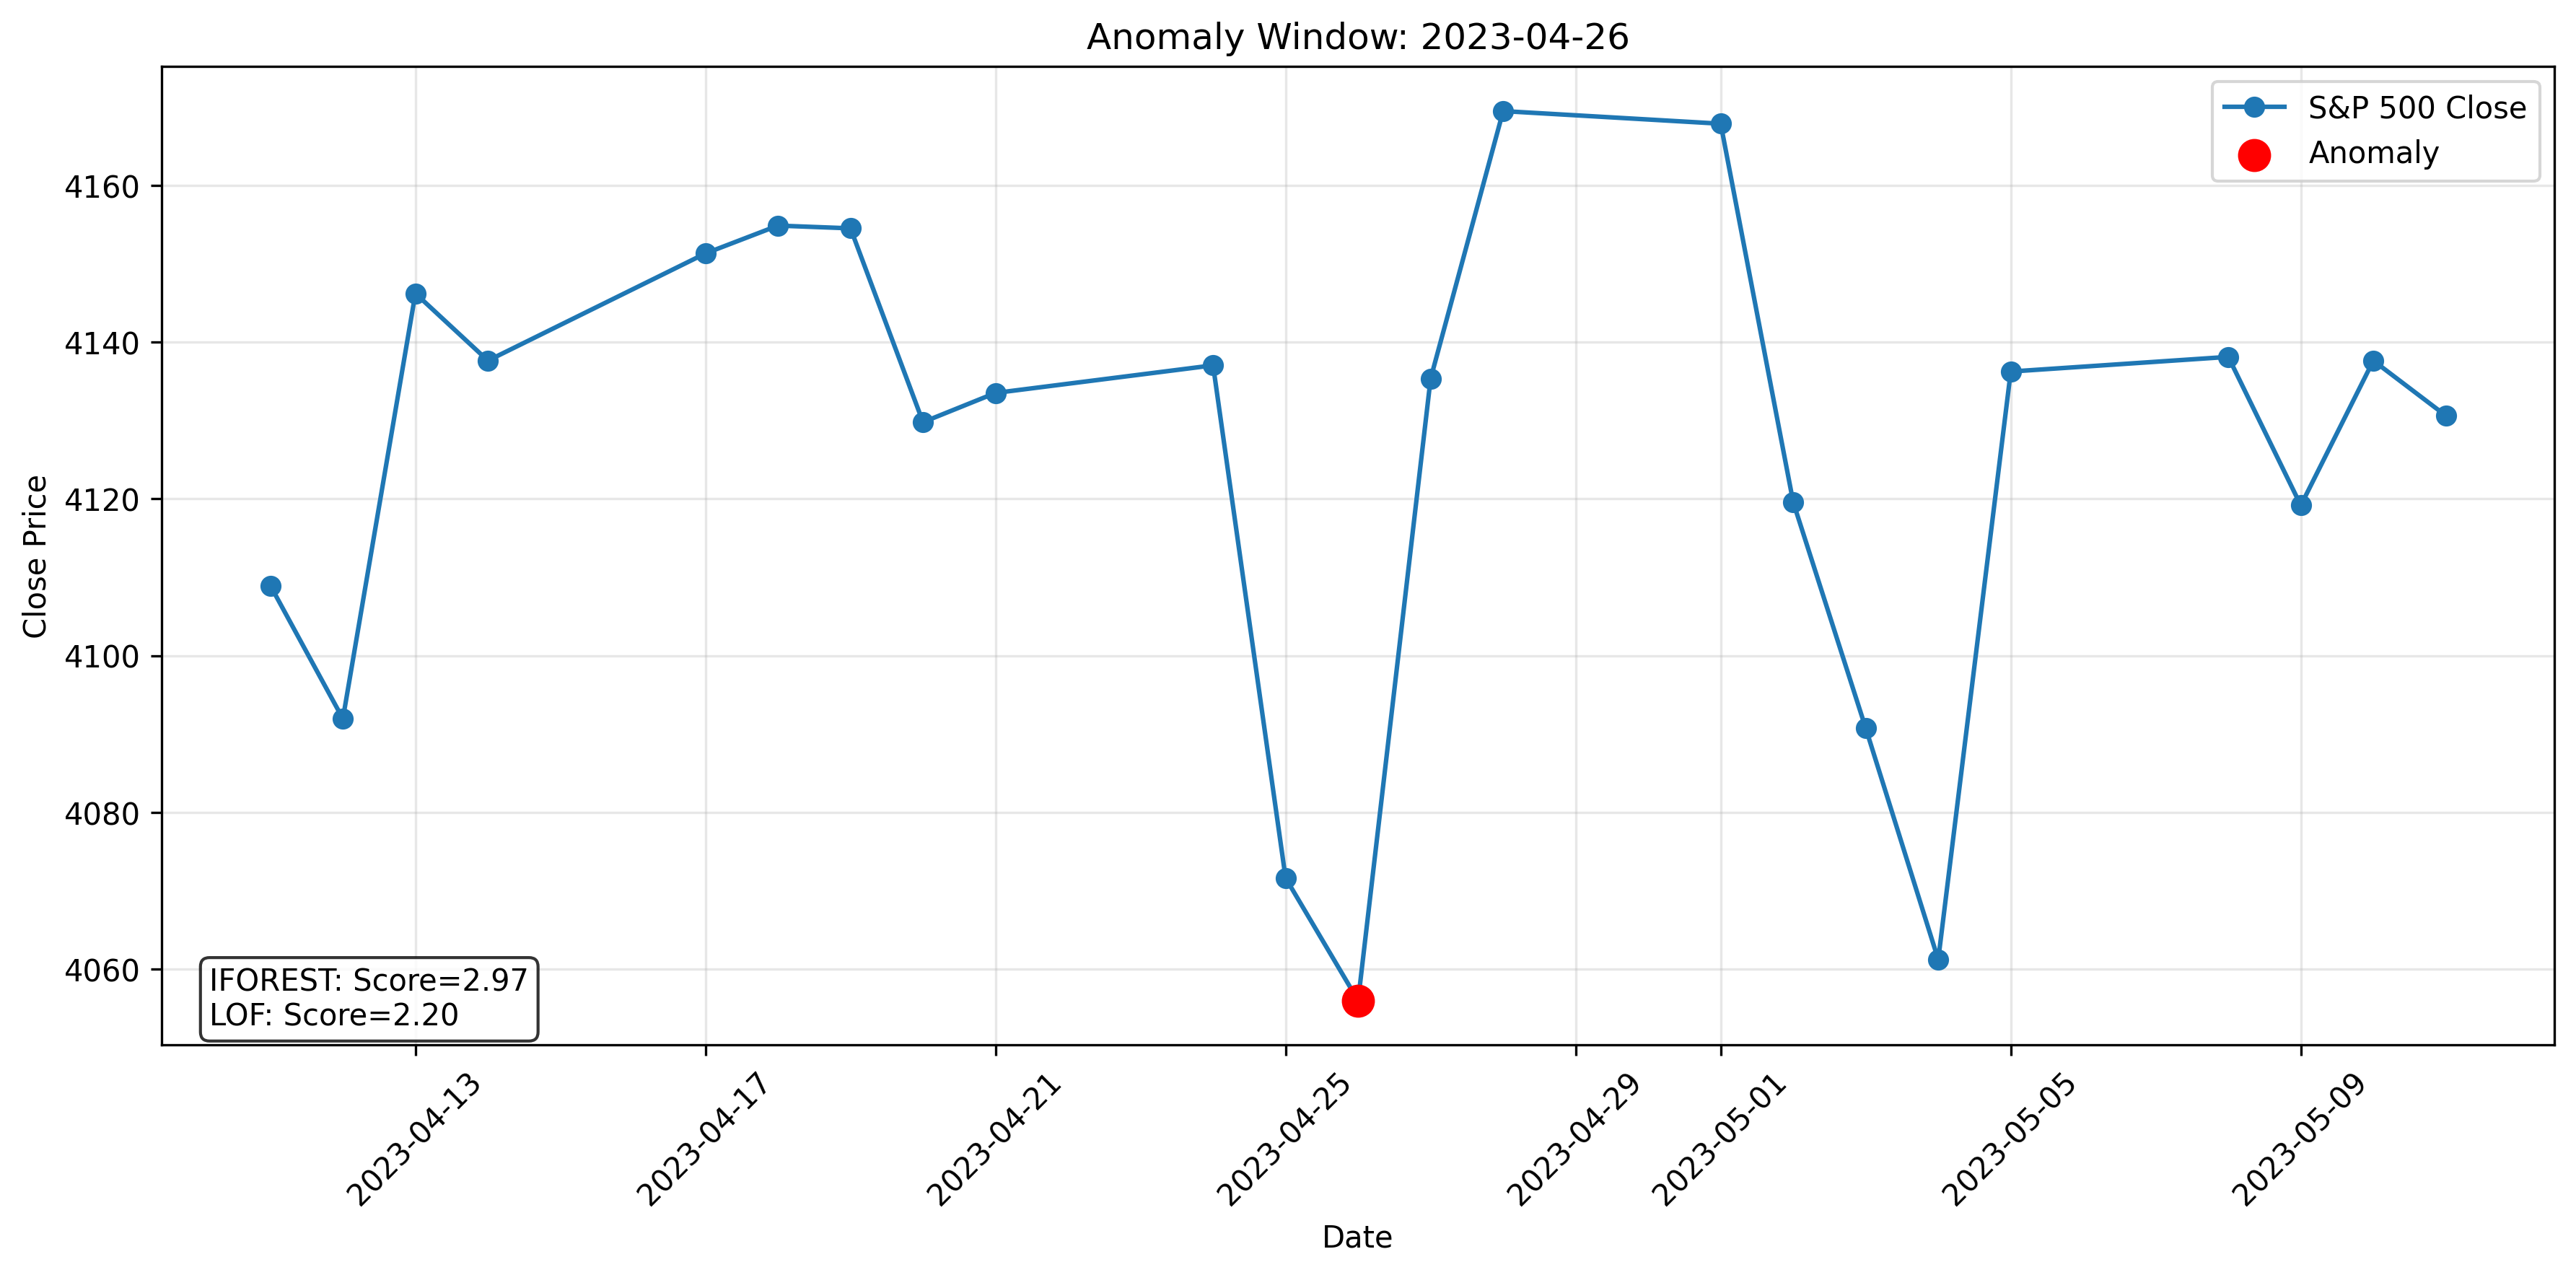 Anomaly Window: 2023-04-26
S&P 500 Close
Anomaly
Close Price
4160
4140
4120
4100
4080
4060
IFOREST: Score=2.97
LOF: Score=2.20
2023-04-13
2023-04-17
2023-04-21
2023-04-25
2023-04-29
2023-05-01
2023-05-05
2023-05-09
Date